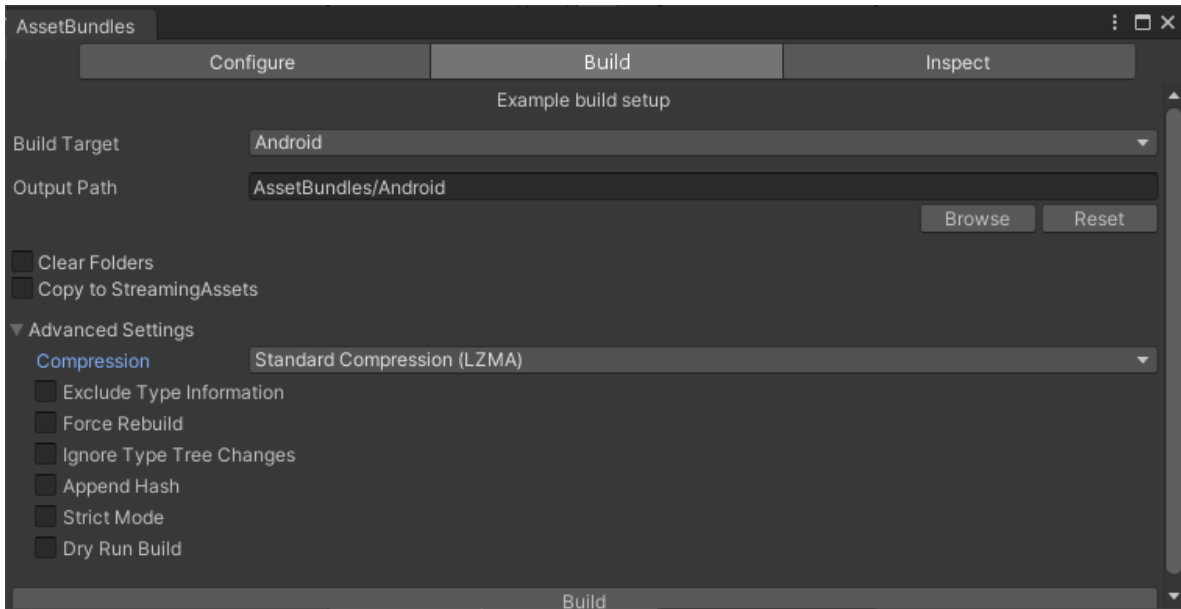 AssetBundles
Configure Build Inspect
Example build setup
Build Target Android
Output Path AssetBundles/Android
Browse Reset
Clear Folders
Copy to StreamingAssets
Advanced Settings
Compression Standard Compression (LZMA)
Exclude Type Information
Force Rebuild
Ignore Type Tree Changes
Append Hash
Strict Mode
Dry Run Build
Build